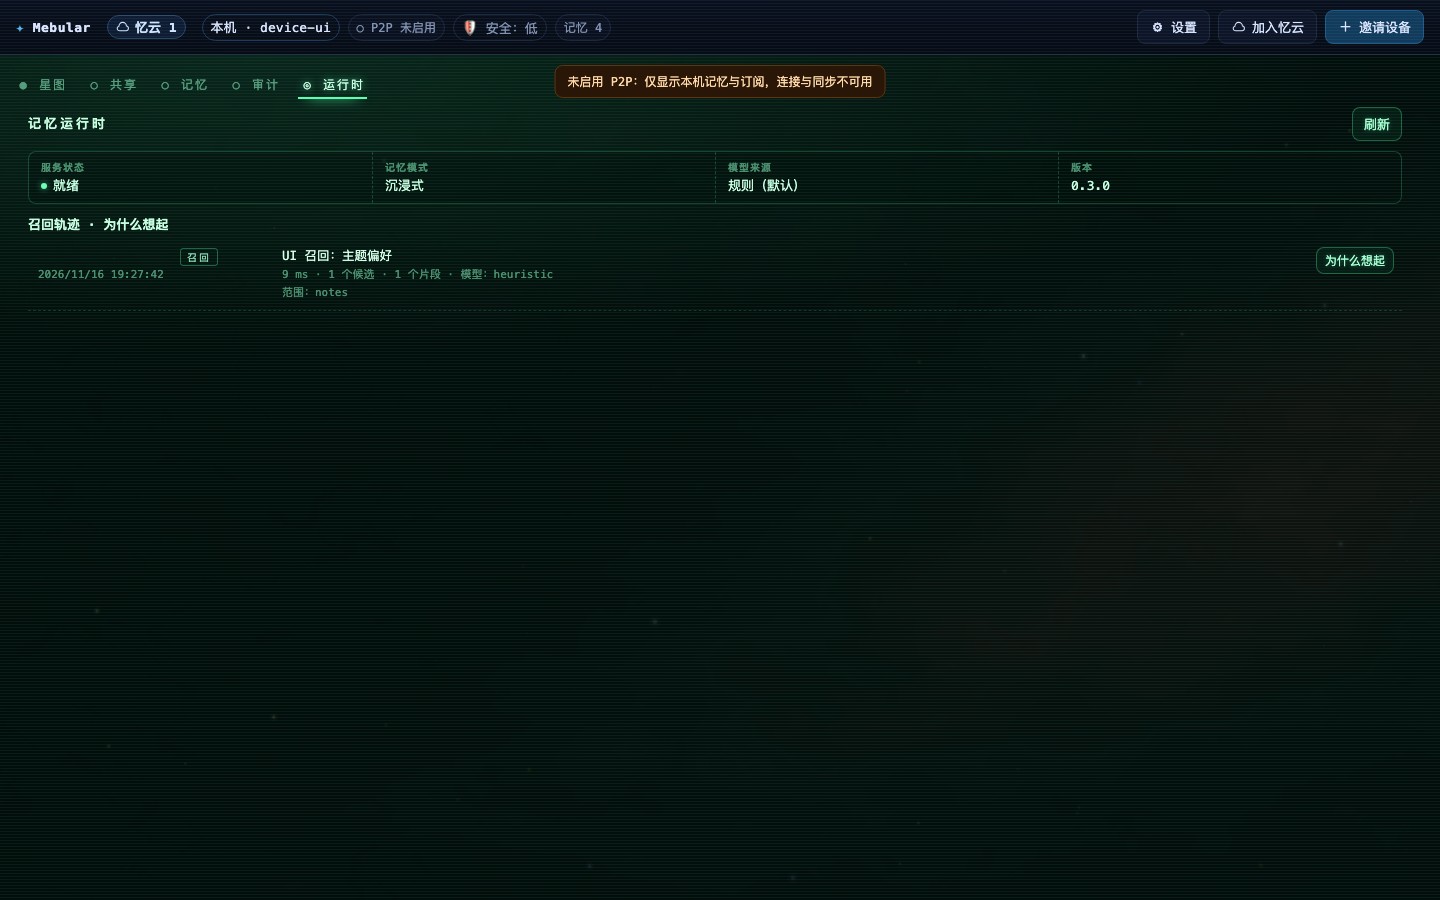 Mebular 忆云 1 本机 · device-ui P2P 未启用 安全: 低 记忆 4 设置 加入忆云 邀请设备
星图 共享 记忆 审计 运行时
未启用 P2P: 仅显示本机记忆与订阅, 连接与同步不可用
记忆运行时 刷新
服务状态 记忆模式 模型来源 版本
就绪 沉浸式 规则 (默认) 0.3.0
召回轨迹 · 为什么想起
召回 UI 召回: 主题偏好 为什么想起
2026/11/16 19:27:42 9 ms · 1 个候选 · 1 个片段 · 模型: heuristic
范围: notes